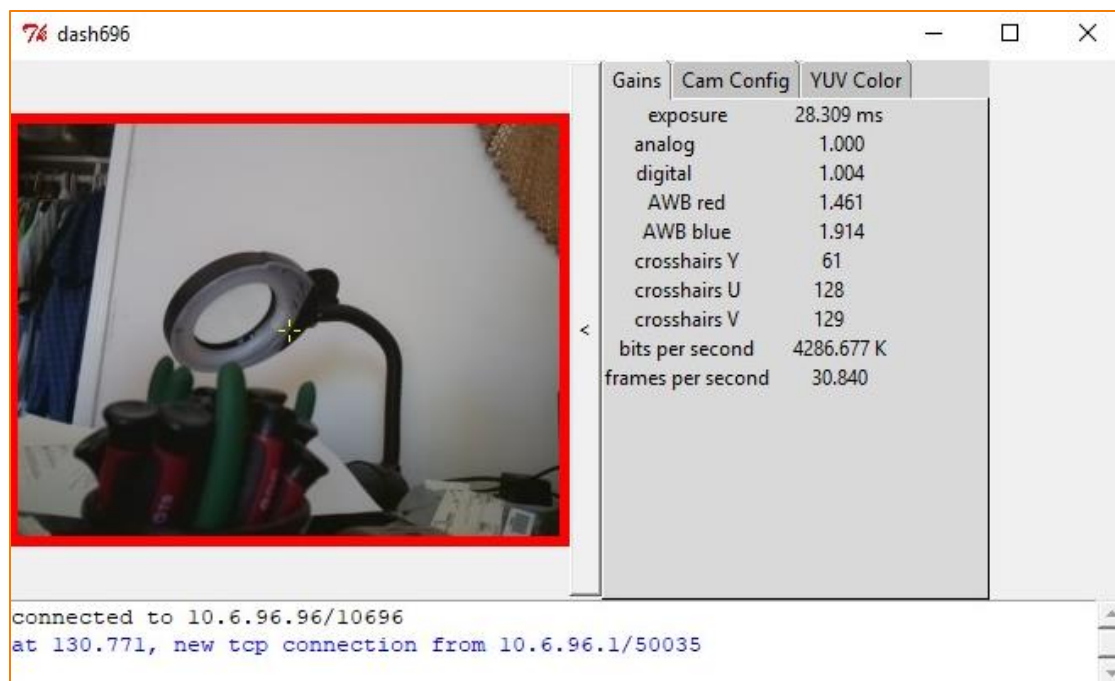 dash696
Gains Cam Config YUV Color
exposure 28.309 ms
analog 1.000
digital 1.004
AWB red 1.461
AWB blue 1.914
crosshairs Y 61
crosshairs U 128
crosshairs V 129
bits per second 4286.677 K
frames per second 30.840
<
connected to 10.6.96.96/10696
at 130.771, new tcp connection from 10.6.96.1/50035